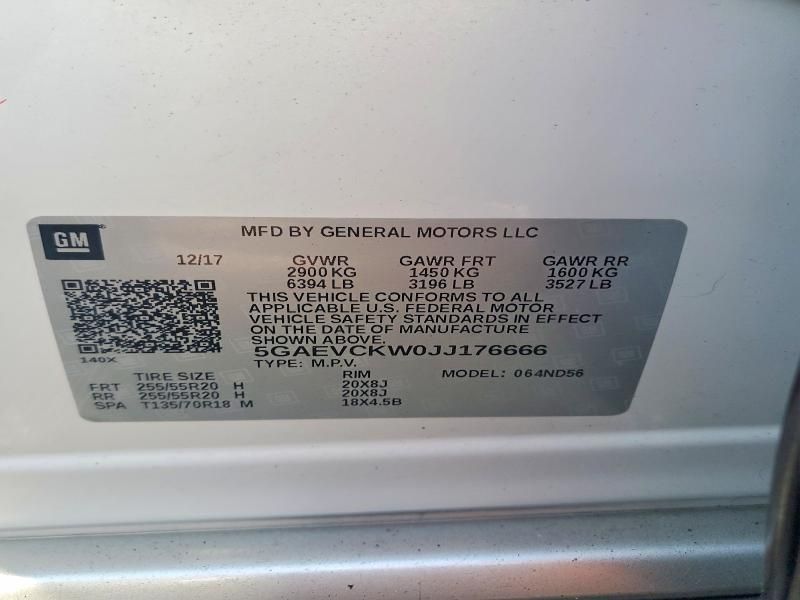 GM
MFD BY GENERAL MOTORS LLC
12/17 GVWR GAWR FRT GAWR RR
2900 KG 1450 KG 1600 KG
6394 LB 3196 LB 3527 LB
THIS VEHICLE CONFORMS TO ALL
APPLICABLE U.S. FEDERAL MOTOR
VEHICLE SAFETY STANDARDS IN EFFECT
ON THE DATE OF MANUFACTURE
SHOWN ABOVE.
140X
5GAEVCKW0JJ176666
TYPE: M.P.V. MODEL: 064ND56
TIRE SIZE RIM
FRT 255/55R20 H 20X8J
RR 255/55R20 H 20X8J
SPA T135/70R18 M 18X4.5B